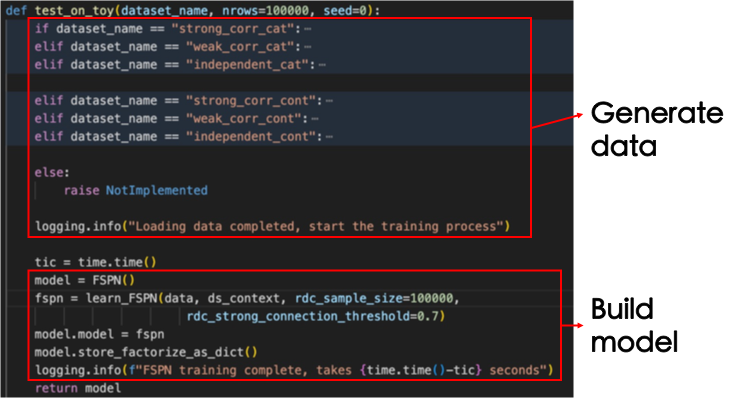 def test_on_toy(dataset_name, nrows=100000, seed=0):
if dataset_name == "strong_corr_cat":⋯
elif dataset_name == "weak_corr_cat":⋯
elif dataset_name == "independent_cat":⋯
elif dataset_name == "strong_corr_cont":⋯
elif dataset_name == "weak_corr_cont":⋯
elif dataset_name == "independent_cont":⋯
else:
raise NotImplemented
logging.info("Loading data completed, start the training process")
tic = time.time()
model = FSPN()
fspn = learn_FSPN(data, ds_context, rdc_sample_size=100000,
rdc_strong_connection_threshold=0.7)
model.model = fspn
model.store_factorize_as_dict()
logging.info(f"FSPN training complete, takes {time.time()-tic} seconds")
return model
Generate
data
Build
model